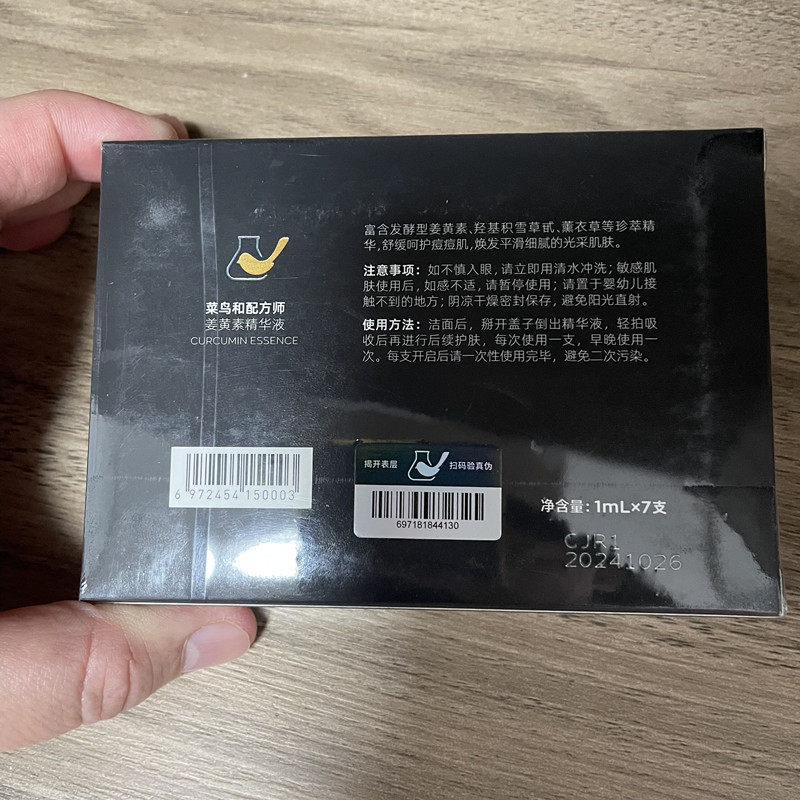 富含发酵型姜黄素、羟基积雪草甙、薰衣草等珍萃精
华,舒缓呵护痘痘肌,焕发平滑细腻的光采肌肤。
注意事项：如不慎入眼,请立即用清水冲洗；敏感肌
肤使用后,如感不适,请暂停使用；请置于婴幼儿接
触不到的地方；阴凉干燥密封保存，避免阳光直射。
使用方法：洁面后，掰开盖子倒出精华液，轻拍吸
收后再进行后续护肤，每次使用一支，早晚使用一
次。每支开启后请一次性使用完毕，避免二次污染。
菜鸟和配方师
姜黄素精华液
CURCUMIN ESSENCE
6 972454 150003
揭开表层 扫码验真伪
697181844130
净含量：1mL×7支
CJR1
20241026